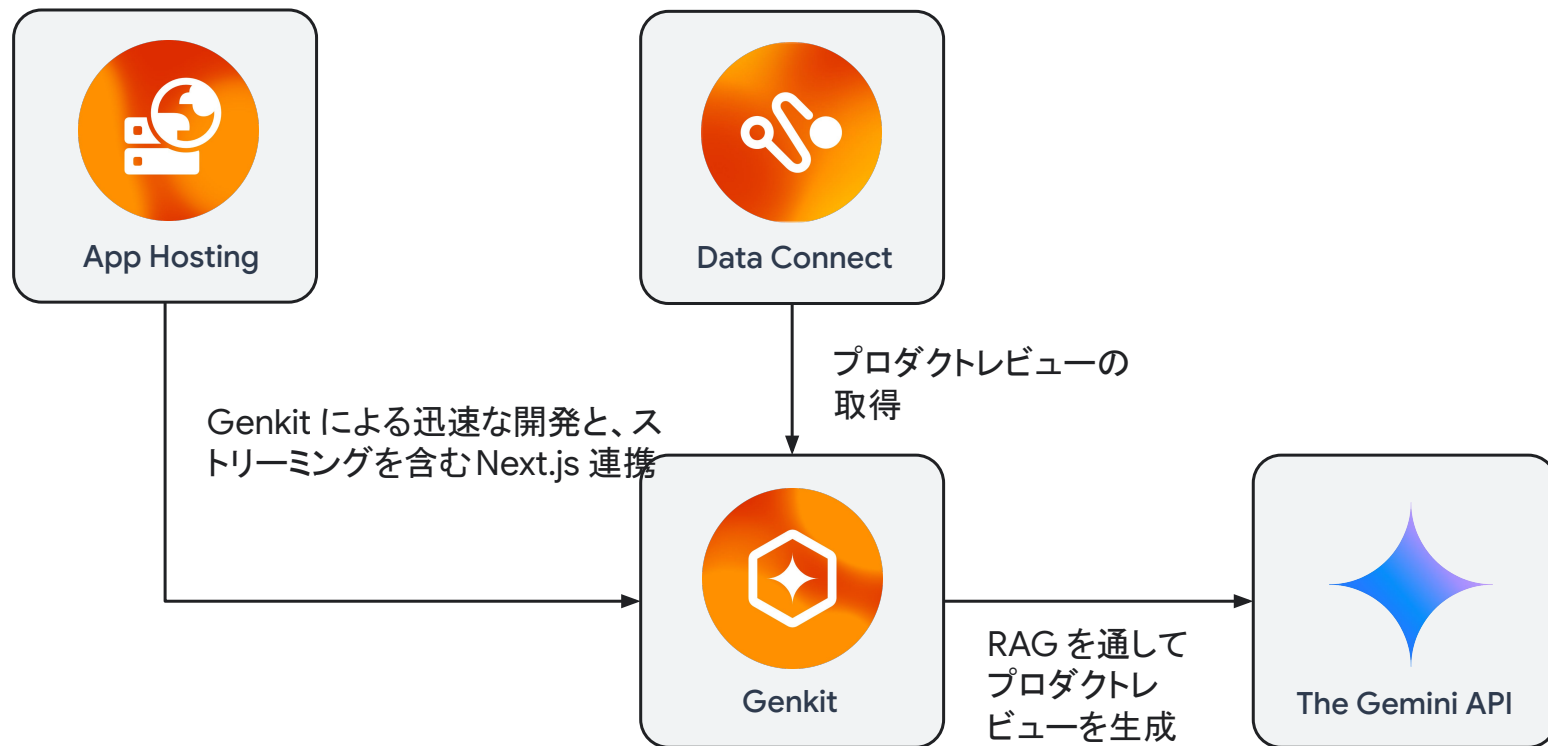 App Hosting
Data Connect
プロダクトレビューの
取得
Genkit による迅速な開発と、ス
トリーミングを含む Next.js 連携
Genkit
RAG を通して
プロダクトレ
ビューを生成
The Gemini API